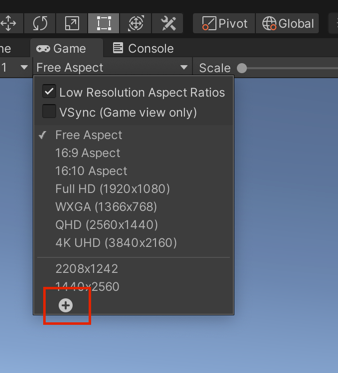 Pivot Global
ne Game Console
1 Free Aspect Scale
Low Resolution Aspect Ratios
VSync (Game view only)
Free Aspect
16:9 Aspect
16:10 Aspect
Full HD (1920x1080)
WXGA (1366x768)
QHD (2560x1440)
4K UHD (3840x2160)
2208x1242
1440x2560